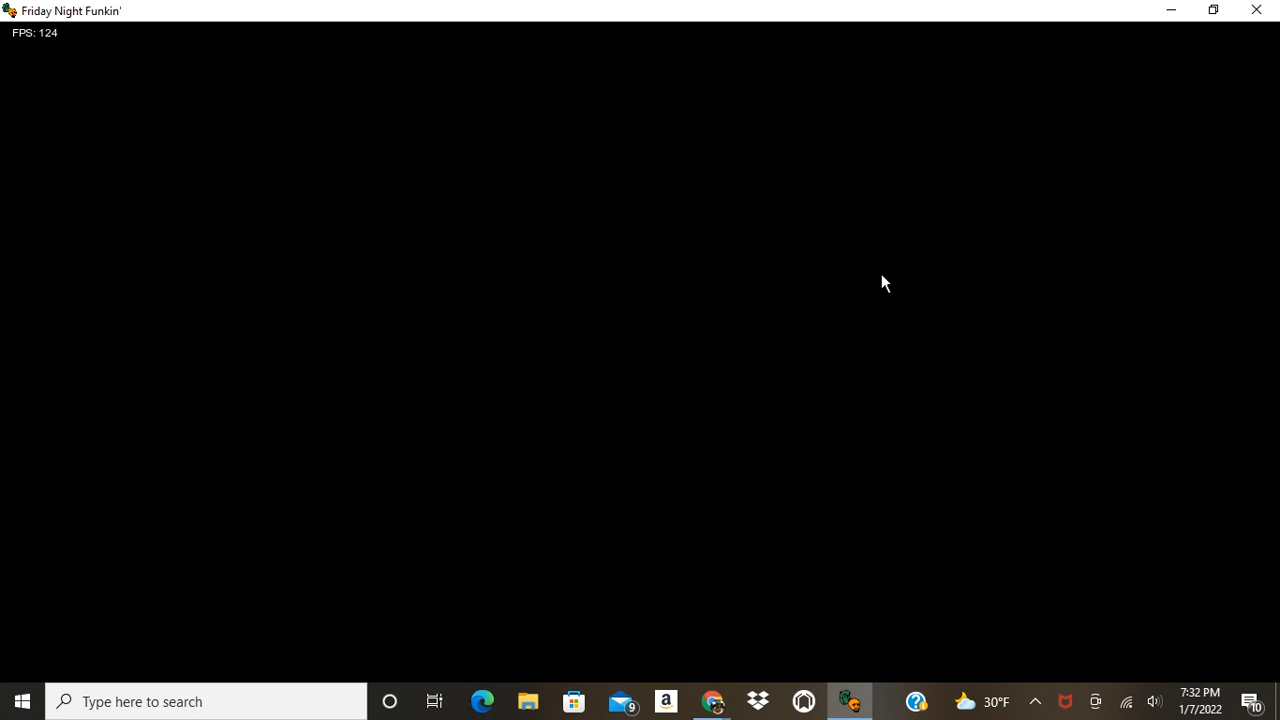 Friday Night Funkin'
FPS: 124
Type here to search
9
a
30°F
7:32 PM
1/7/2022
10